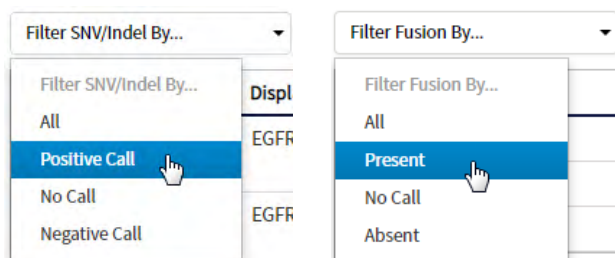 Filter SNV/Indel By...
Filter SNV/Indel By...
All
Positive Call
No Call
Negative Call
Displ
EGFR
EGFR
Filter Fusion By...
Filter Fusion By...
All
Present
No Call
Absent